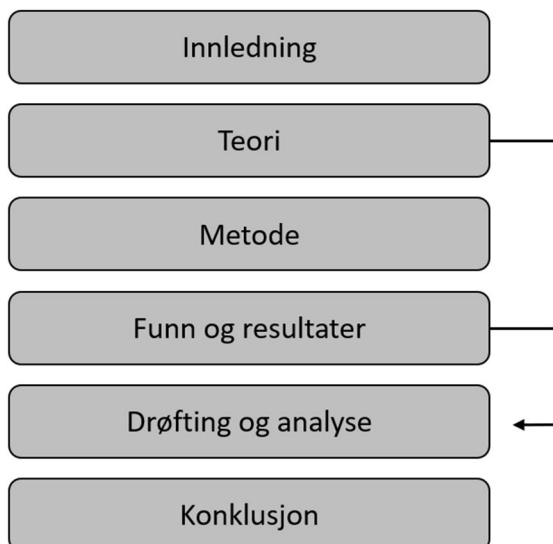 Innledning
Teori
Metode
Funn og resultater
Drøfting og analyse
Konklusjon